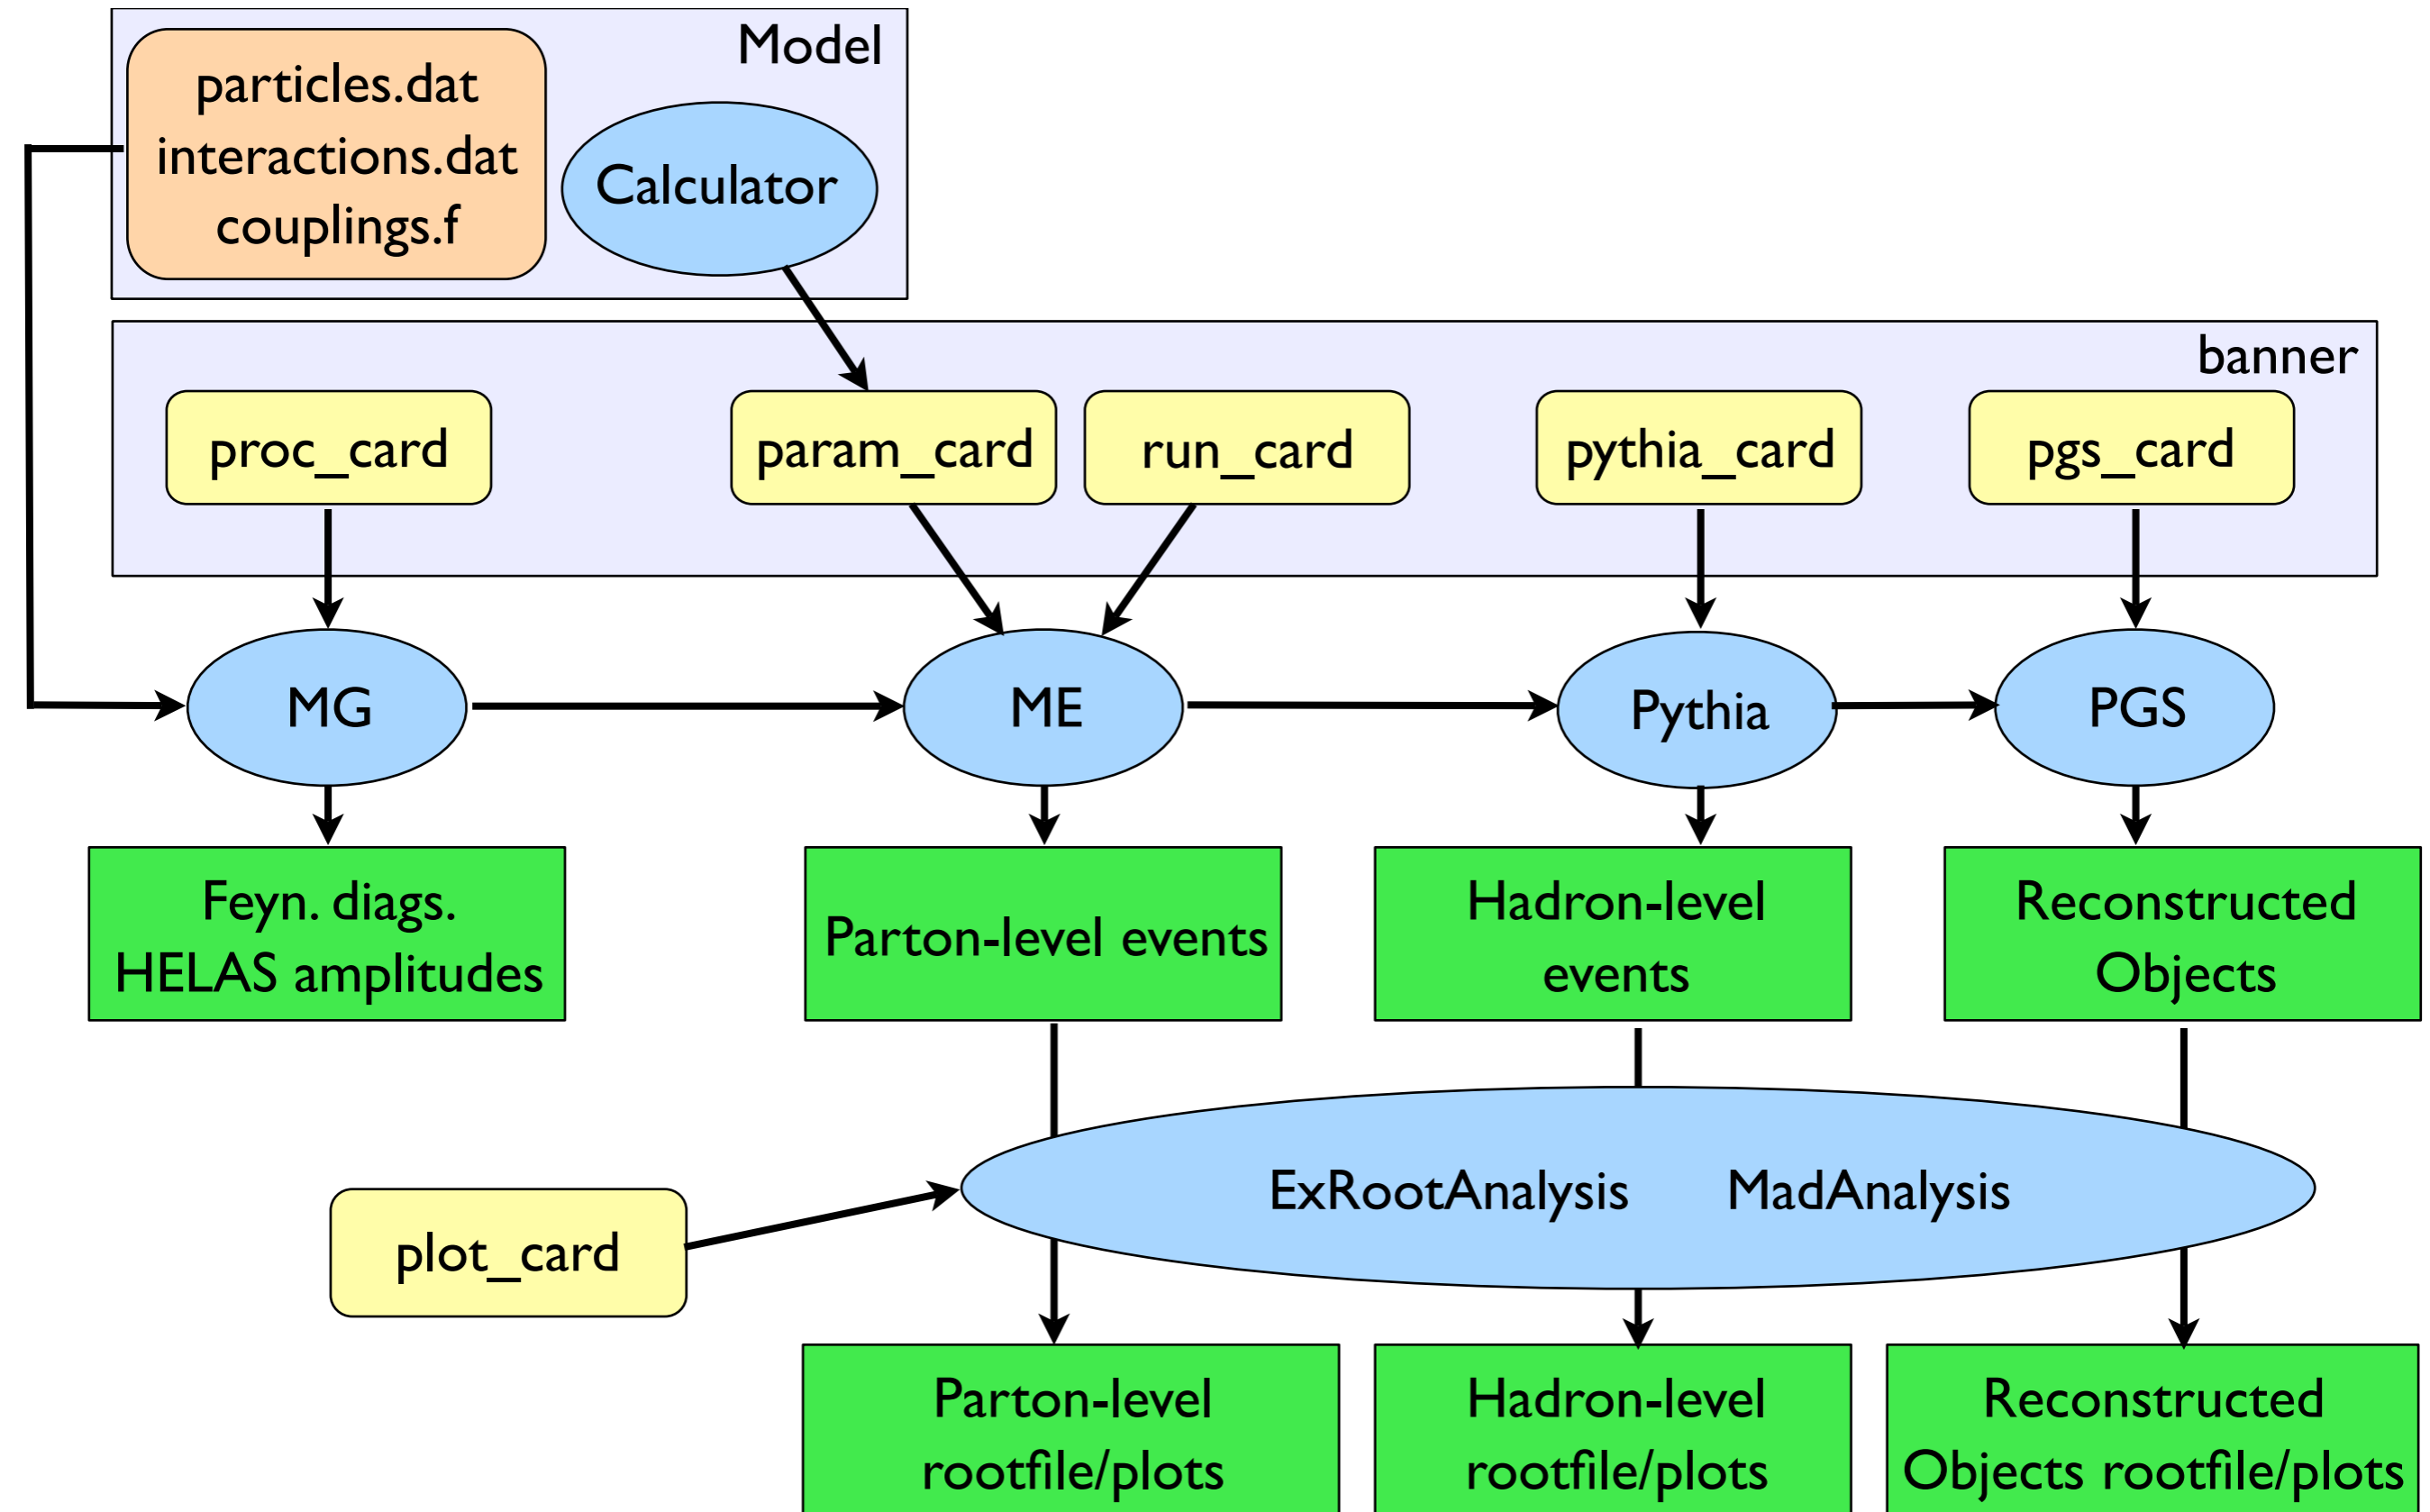 Model
particles.dat
interactions.dat
couplings.f
Calculator
banner
proc_card
param_card
run_card
pythia_card
pgs_card
MG
ME
Pythia
PGS
Feyn. diags.
HELAS amplitudes
Parton-level events
Hadron-level
events
Reconstructed
Objects
ExRootAnalysis
MadAnalysis
plot_card
Parton-level
rootfile/plots
Hadron-level
rootfile/plots
Reconstructed
Objects rootfile/plots